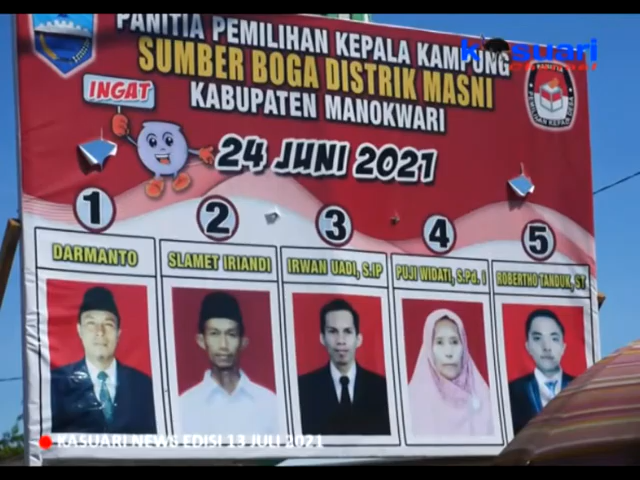 PANITIA PEMILIHAN KEPALA KAMPUNG
SUMBER BOGA DISTRIK MASNI
KABUPATEN MANOKWARI
INGAT
24 JUNI 2021
kasuari
1
2
3
4
5
DARMANTO
SLAMET IRIANDI
IRWAN UADI, S.IP
PUJI WIDATI, S.Pd. I
ROBERTHO TANDUK, ST
KASUARI NEWS EDISI 13 JULI 2021